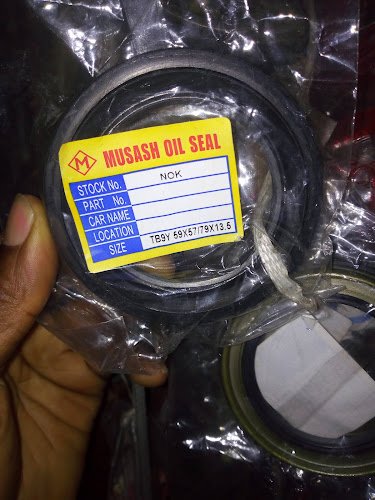 M MUSASH OIL SEAL
STOCK No. NOK
PART No.
CAR NAME
LOCATION
SIZE TB9Y 59X57/79X13.5